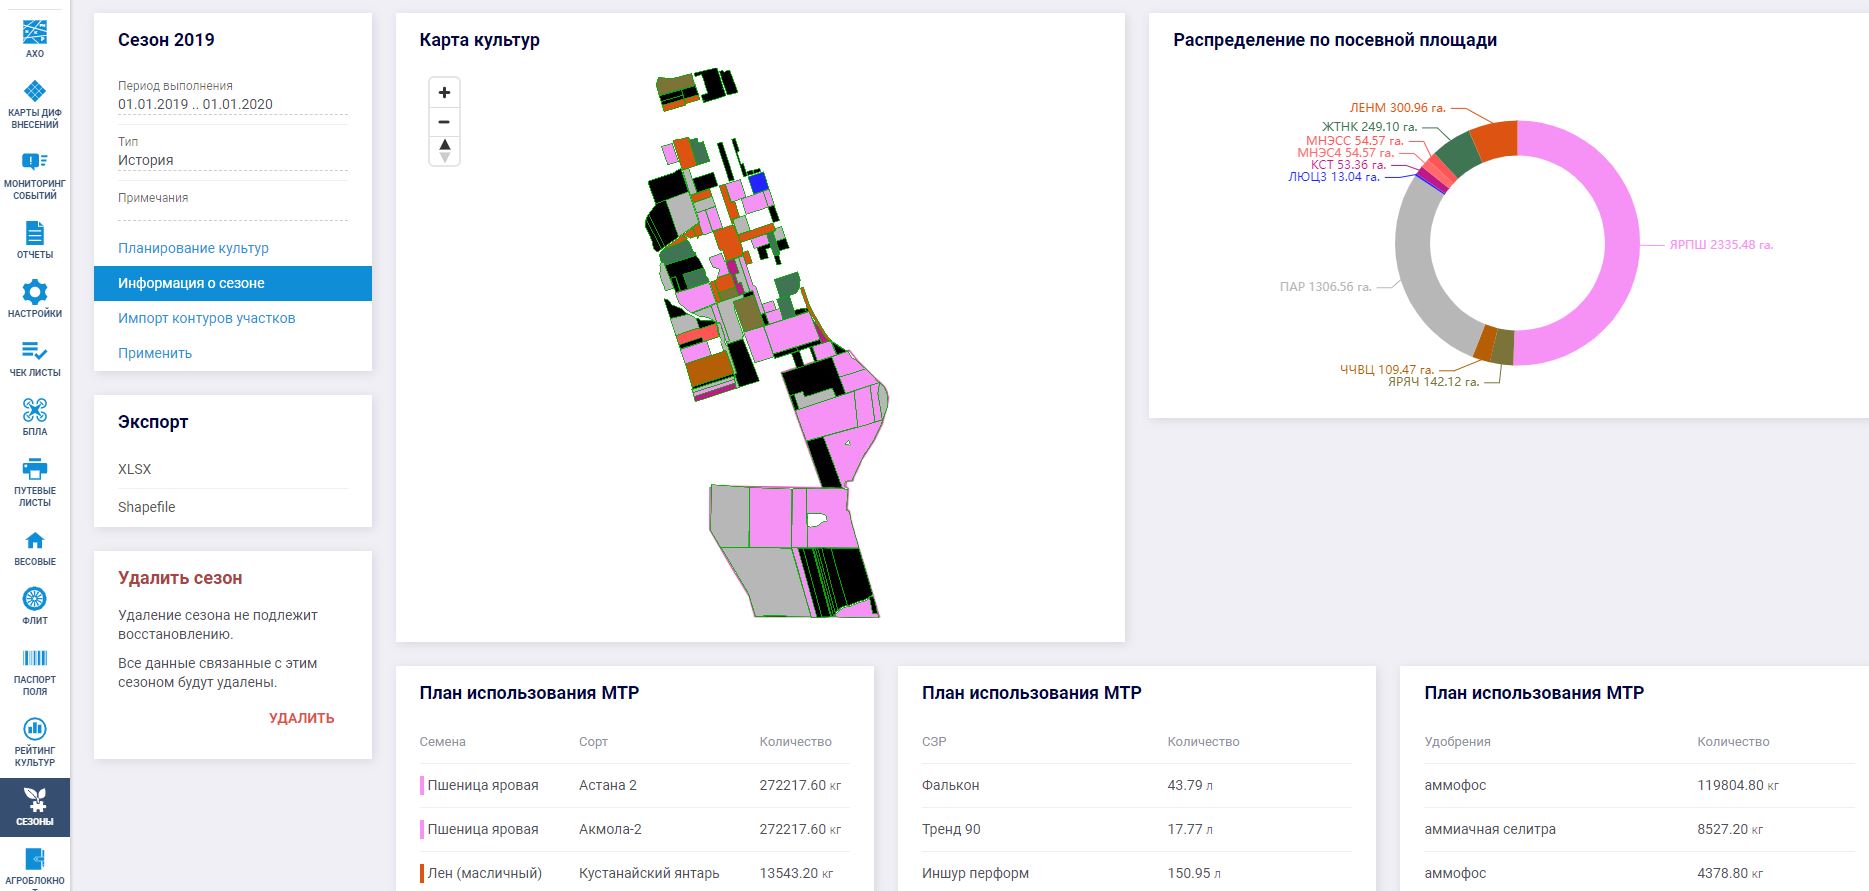 АХО
КАРТЫ ДИФ
ВНЕСЕНИЙ
МОНИТОРИНГ
СОБЫТИЙ
ОТЧЕТЫ
НАСТРОЙКИ
ЧЕК ЛИСТЫ
БПЛА
ПУТЕВЫЕ
ЛИСТЫ
ВЕСОВЫЕ
ФЛИТ
ПАСПОРТ
ПОЛЯ
РЕЙТИНГ
КУЛЬТУР
СЕЗОНЫ
АГРОБЛОКНО
Т
Сезон 2019
Период выполнения
01.01.2019 .. 01.01.2020
Тип
История
Примечания
Планирование культур
Информация о сезоне
Импорт контуров участков
Применить
Экспорт
XLSX
Shapefile
Удалить сезон
Удаление сезона не подлежит
восстановлению.
Все данные связанные с этим
сезоном будут удалены.
УДАЛИТЬ
Карта культур
+
−
Распределение по посевной площади
ЛЕНМ 300.96 га.
ЖТНК 249.10 га.
МНЭСС 54.57 га.
МНЭС4 54.57 га.
КСТ 53.36 га.
ЛЮЦ3 13.04 га.
ЯРПШ 2335.48 га.
ПАР 1306.56 га.
ЧЧВЦ 109.47 га.
ЯРЯЧ 142.12 га.
План использования МТР
Семена Сорт Количество
Пшеница яровая Астана 2 272217.60 кг
Пшеница яровая Акмола-2 272217.60 кг
Лен (масличный) Кустанайский янтарь 13543.20 кг
План использования МТР
СЗР Количество
Фалькон 43.79 л
Тренд 90 17.77 л
Иншур перформ 150.95 л
План использования МТР
Удобрения Количество
аммофос 119804.80 кг
аммиачная селитра 8527.20 кг
аммофос 4378.80 кг